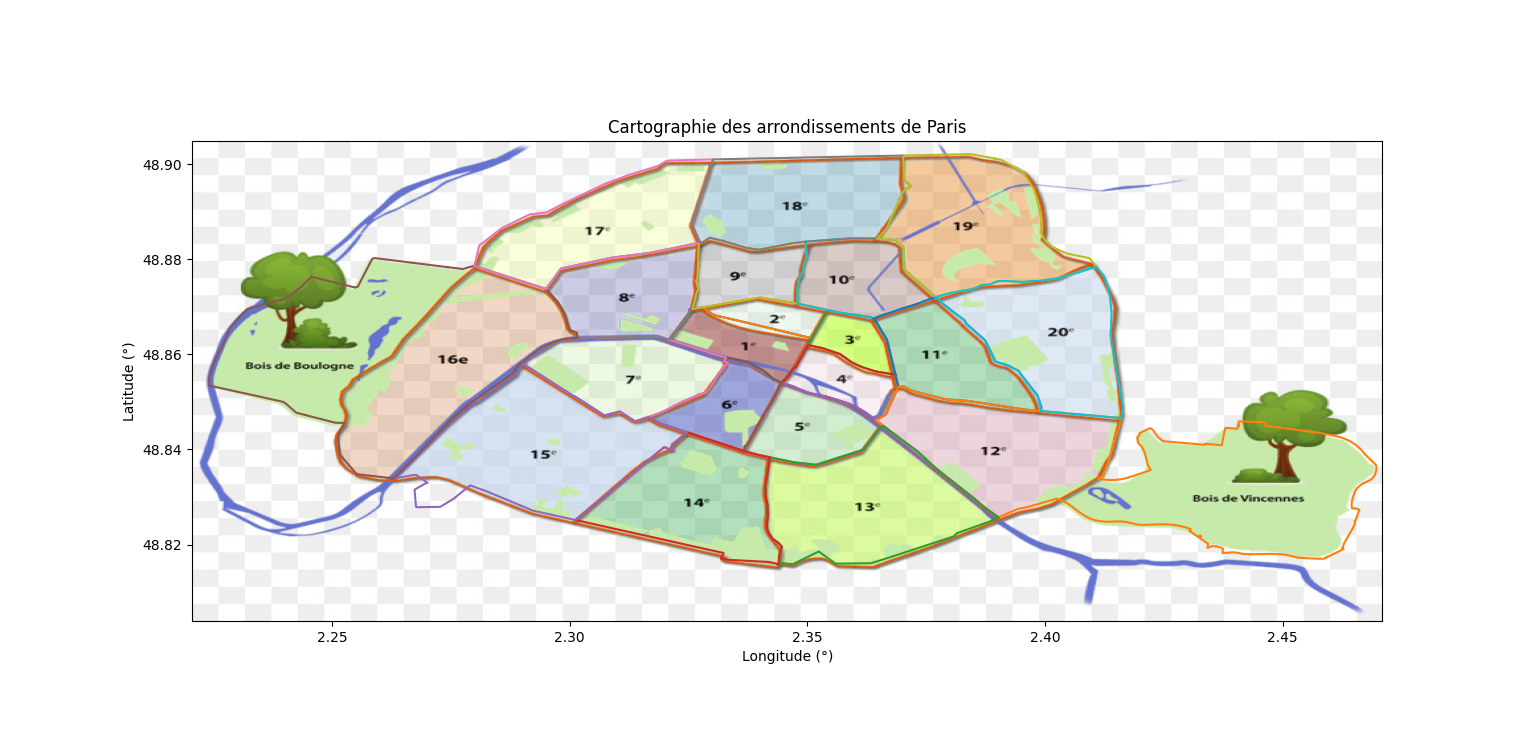 Cartographie des arrondissements de Paris
48.90
48.88
48.86
48.84
48.82
Latitude (°)
18ᵉ
17ᵉ
19ᵉ
9ᵉ
10ᵉ
8ᵉ
2ᵉ
20ᵉ
3ᵉ
1ᵉ
11ᵉ
16e
Bois de Boulogne
7ᵉ
4ᵉ
6ᵉ
5ᵉ
12ᵉ
15ᵉ
Bois de Vincennes
14ᵉ
13ᵉ
2.25
2.30
2.35
2.40
2.45
Longitude (°)